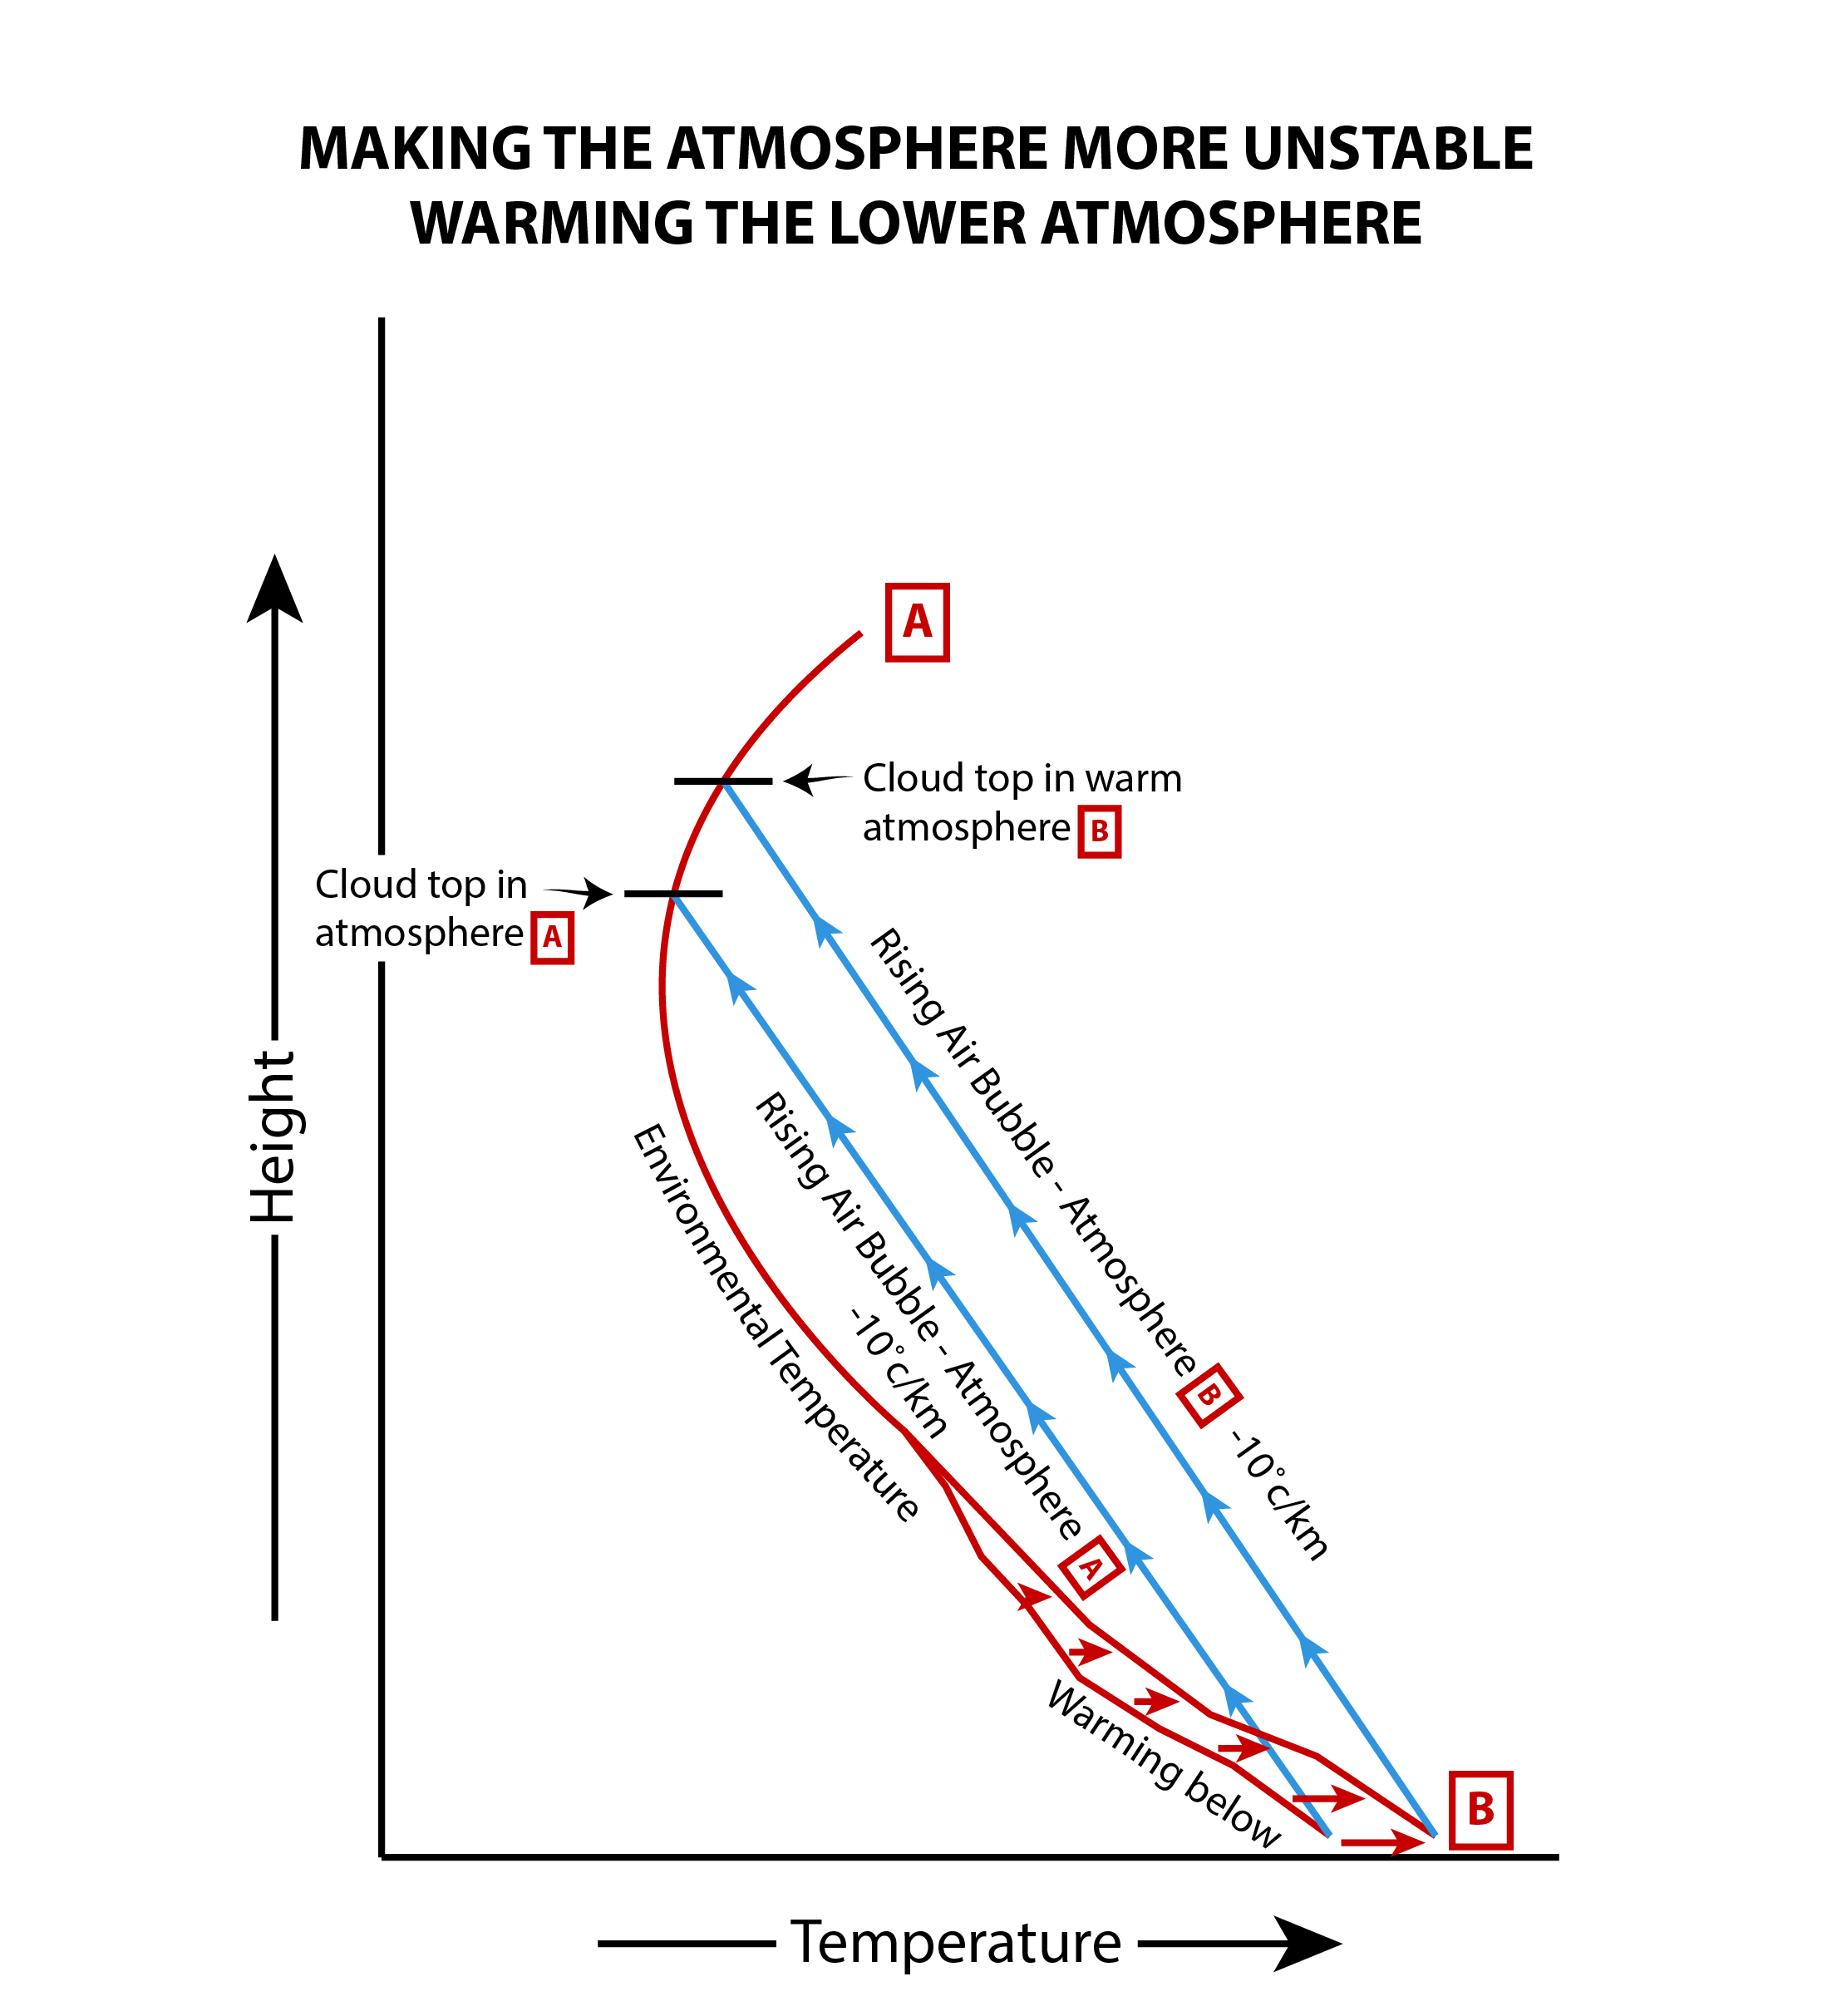 MAKING THE ATMOSPHERE MORE UNSTABLE
WARMING THE LOWER ATMOSPHERE
A
Cloud top in warm
atmosphere B
Cloud top in
atmosphere A
Height
Rising Air Bubble - Atmosphere B -10°c/km
Rising Air Bubble - Atmosphere A
-10°c/km
Environmental Temperature
Warming below
B
Temperature